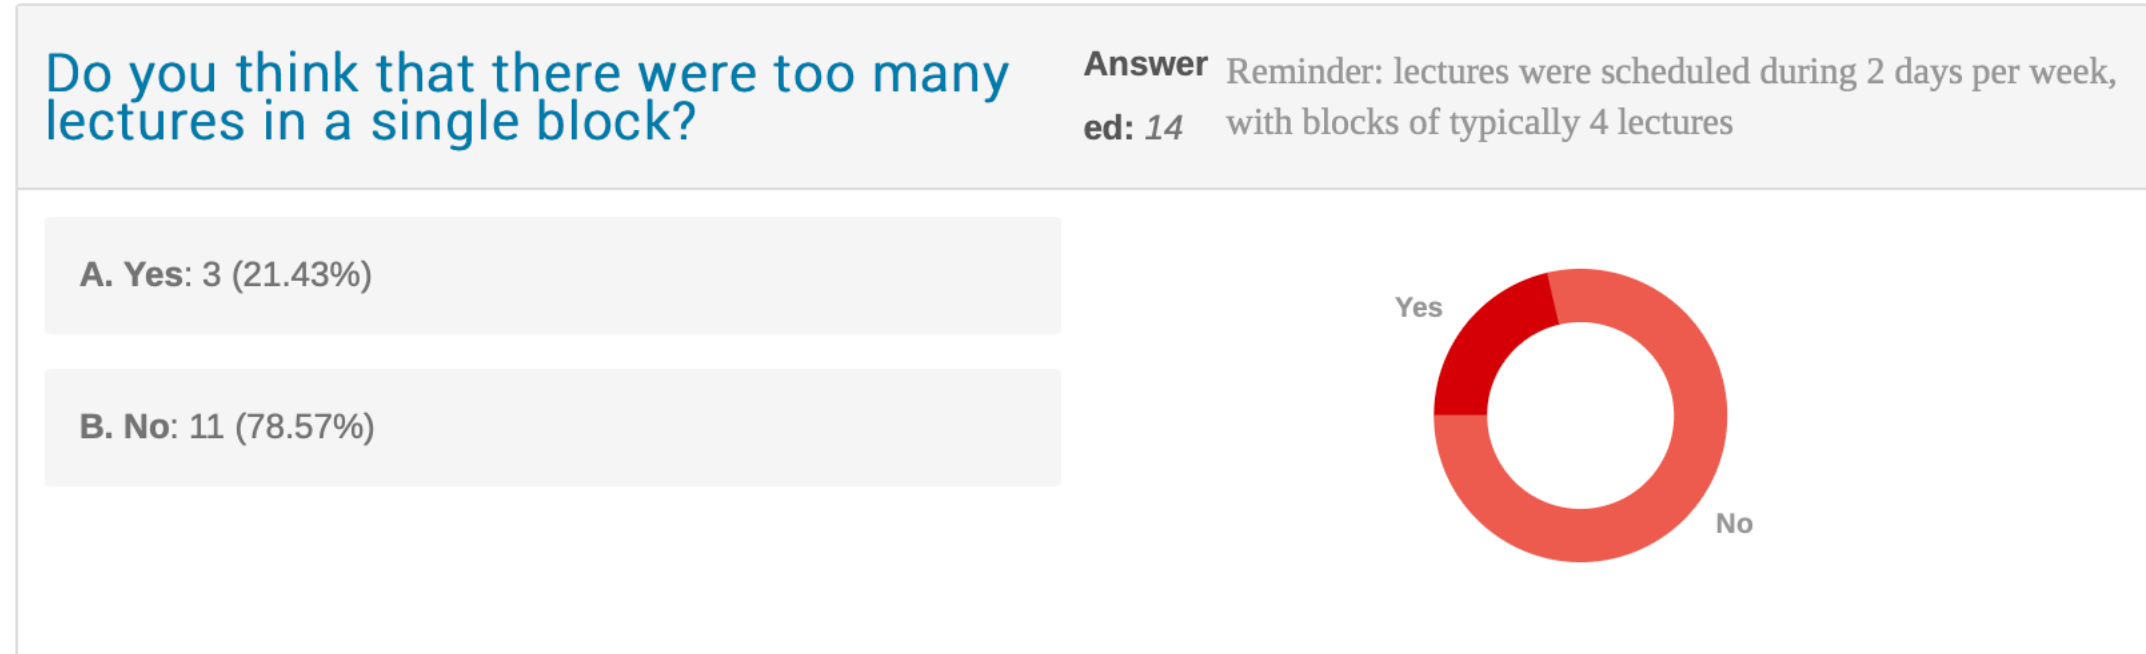 Do you think that there were too many
lectures in a single block?
Answer
ed: 14
Reminder: lectures were scheduled during 2 days per week,
with blocks of typically 4 lectures
A. Yes: 3 (21.43%)
B. No: 11 (78.57%)
Yes
No